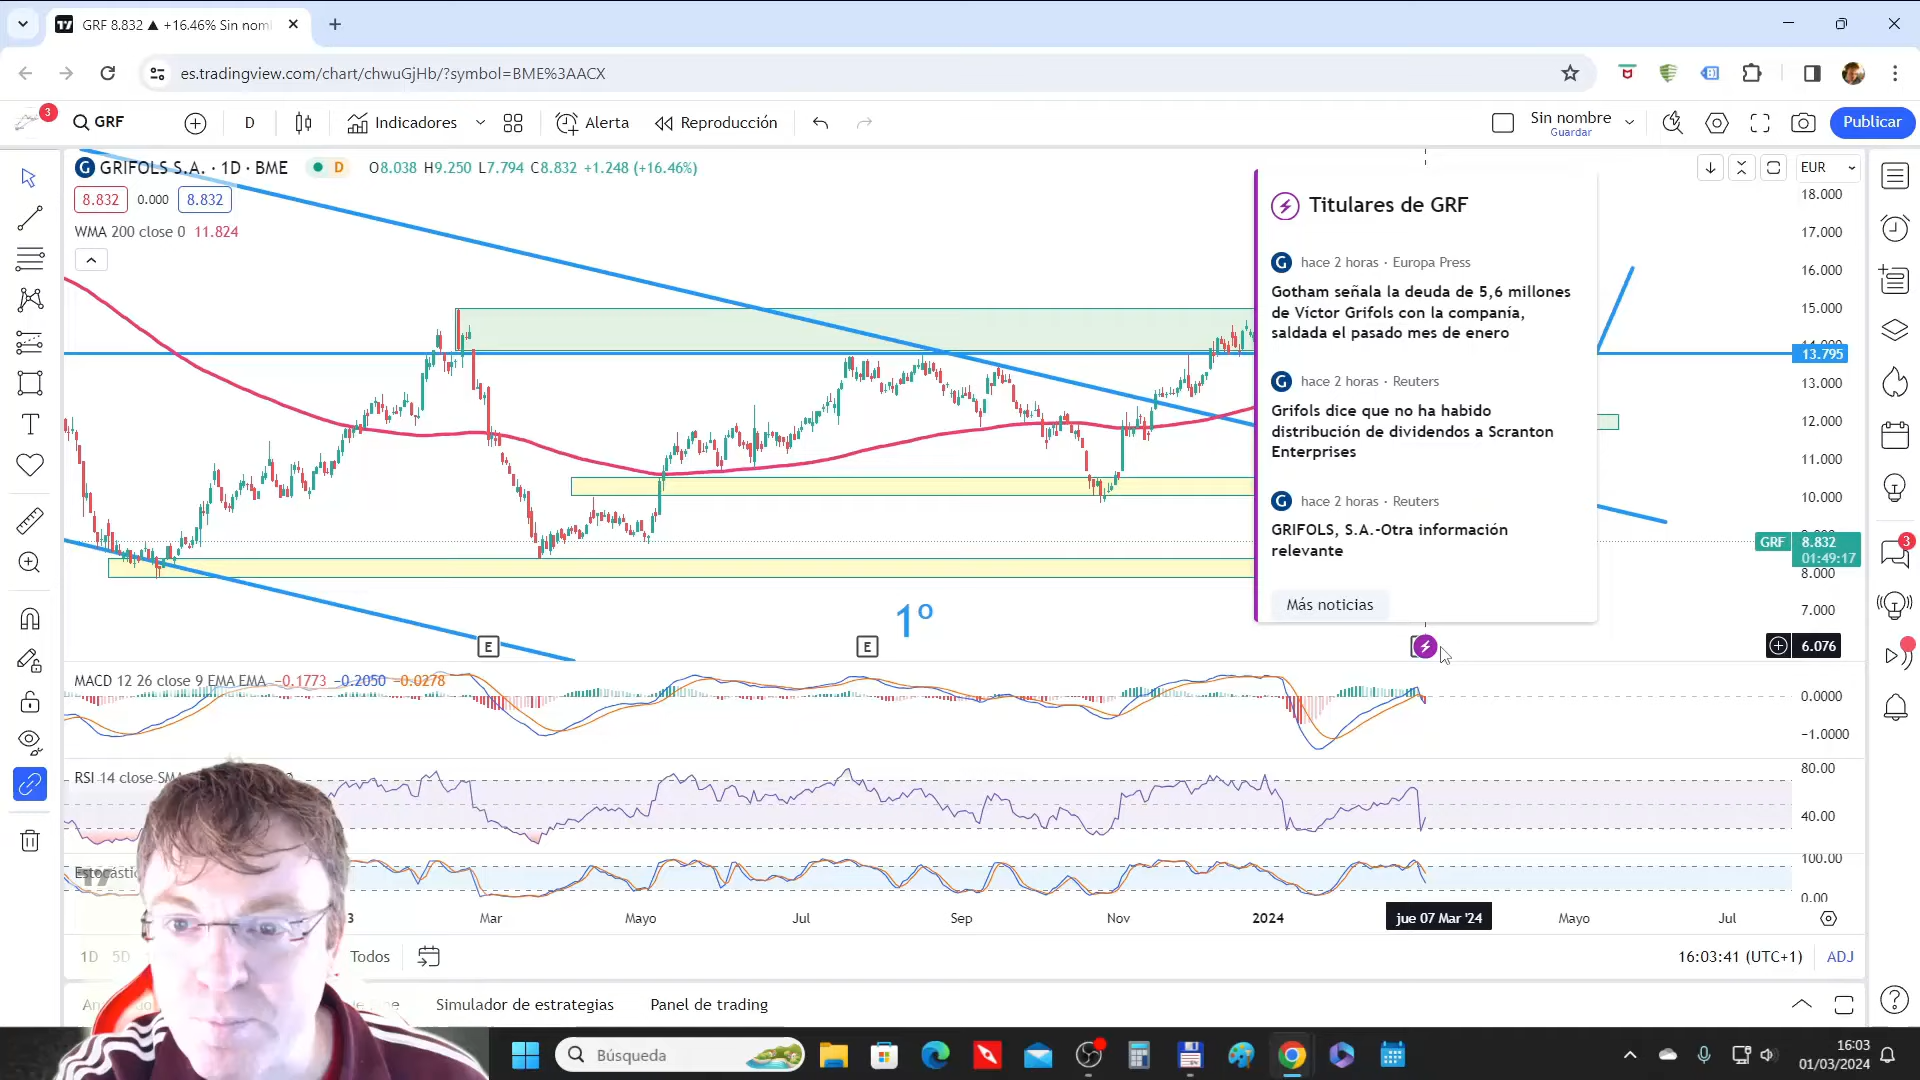 GRF 8.832 ▲ +16.46% Sin nom
es.tradingview.com/chart/chwuGjHb/?symbol=BME%3AACX
3
GRF
D
Indicadores
Alerta
Reproducción
Sin nombre
Guardar
Publicar
GRIFOLS S.A. · 1D · BME
D
O8.038 H9.250 L7.794 C8.832 +1.248 (+16.46%)
EUR
8.832
0.000
8.832
WMA 200 close 0 11.824
Titulares de GRF
hace 2 horas · Europa Press
Gotham señala la deuda de 5,6 millones
de Víctor Grifols con la compañía,
saldada el pasado mes de enero
hace 2 horas · Reuters
Grifols dice que no ha habido
distribución de dividendos a Scranton
Enterprises
hace 2 horas · Reuters
GRIFOLS, S.A.-Otra información
relevante
Más noticias
18.000
17.000
16.000
15.000
13.795
13.000
12.000
11.000
10.000
GRF 8.832
01:49:17
8.000
7.000
6.076
1º
E
E
MACD 12 26 close 9 EMA EMA −0.1773 −0.2050 −0.0278
0.0000
−1.0000
RSI 14 close SMA
80.00
40.00
Estocástic
100.00
0.00
3
Mar
Mayo
Jul
Sep
Nov
2024
jue 07 Mar '24
Mayo
Jul
1D
5D
Todos
16:03:41 (UTC+1)
ADJ
Simulador de estrategias
Panel de trading
3
Búsqueda
16:03
01/03/2024